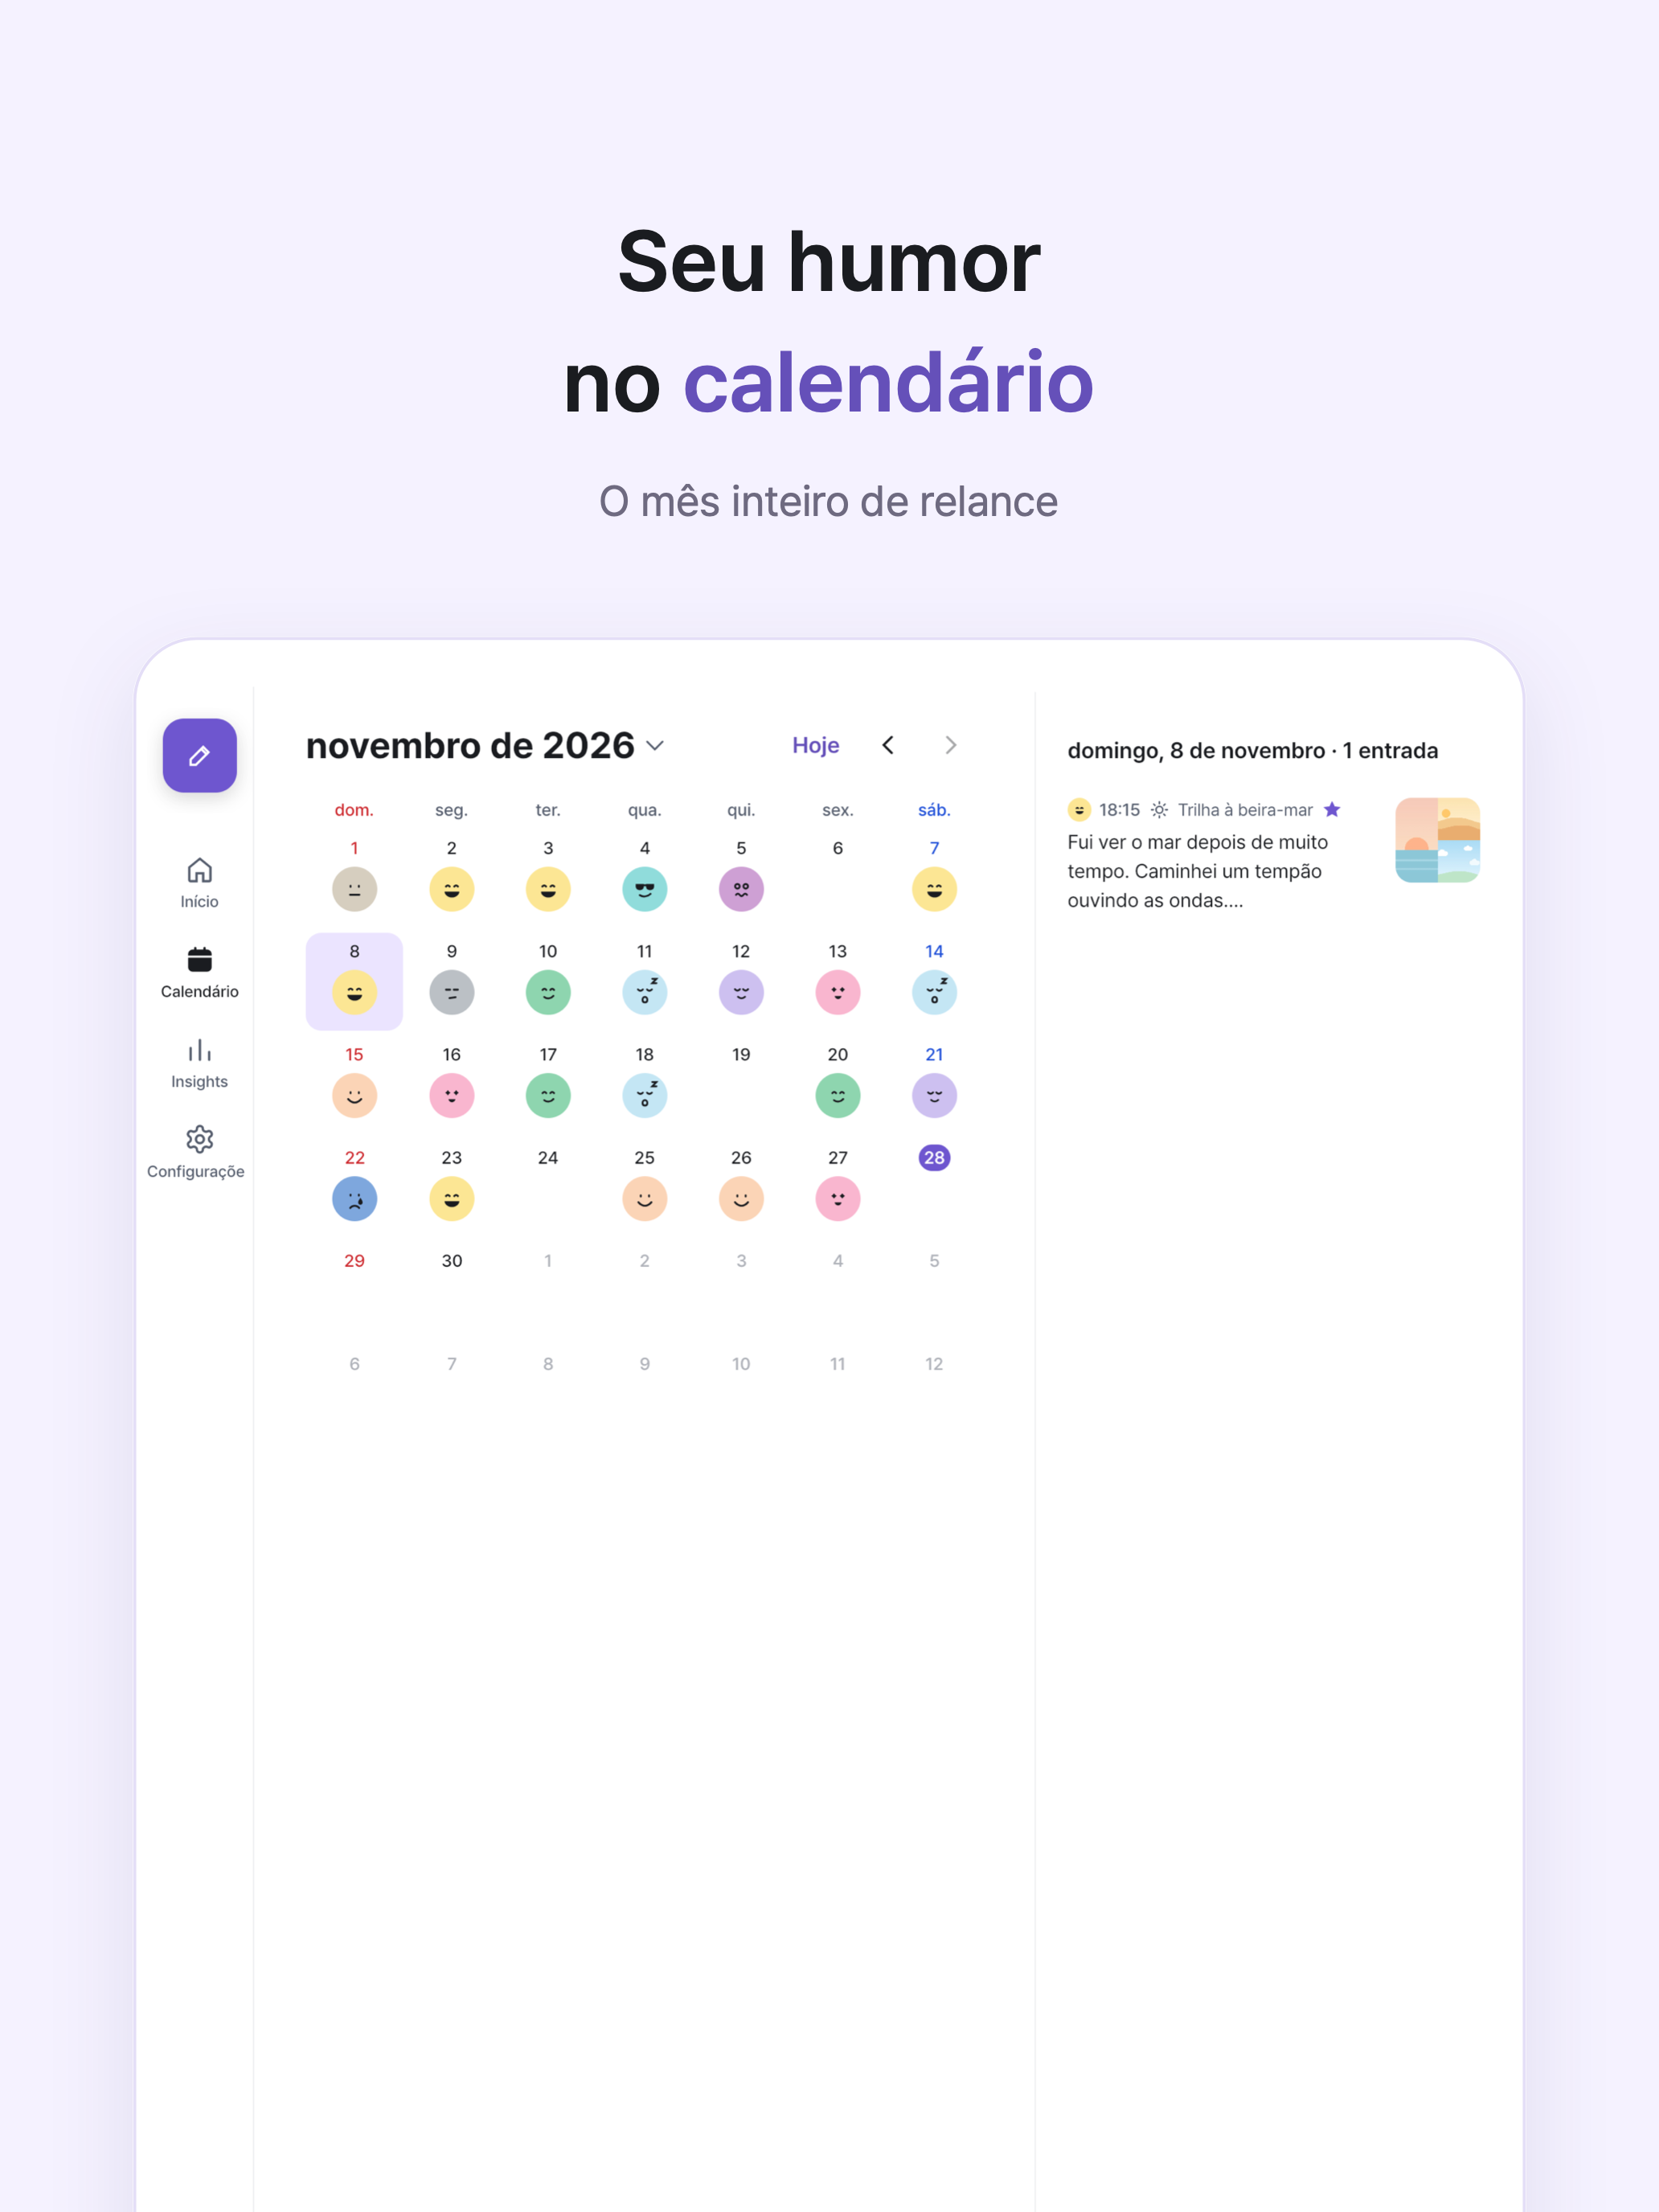 Seu humor
no calendário
O mês inteiro de relance
Início
Calendário
Insights
Configuraçõe
novembro de 2026
Hoje
dom. seg. ter. qua. qui. sex. sáb.
1 2 3 4 5 6 7
8 9 10 11 12 13 14
15 16 17 18 19 20 21
22 23 24 25 26 27 28
29 30 1 2 3 4 5
6 7 8 9 10 11 12
domingo, 8 de novembro · 1 entrada
18:15 Trilha à beira-mar
Fui ver o mar depois de muito
tempo. Caminhei um tempão
ouvindo as ondas....